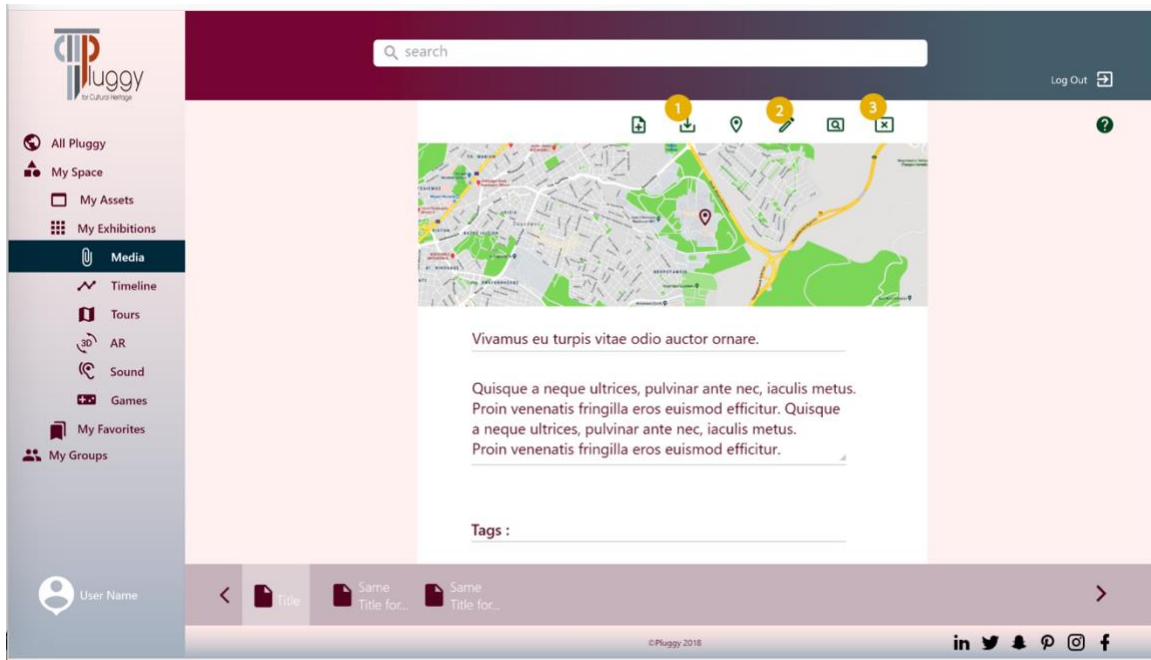 Pluggy
for Cultural Heritage
search
Log Out
1
2
3
?
All Pluggy
My Space
My Assets
My Exhibitions
Media
Timeline
Tours
3D AR
Sound
Games
My Favorites
My Groups
Vivamus eu turpis vitae odio auctor ornare.
Quisque a neque ultrices, pulvinar ante nec, iaculis metus.
Proin venenatis fringilla eros euismod efficitur. Quisque
a neque ultrices, pulvinar ante nec, iaculis metus.
Proin venenatis fringilla eros euismod efficitur.
Tags :
User Name
Title
Same
Title for...
Same
Title for...
©Pluggy 2018